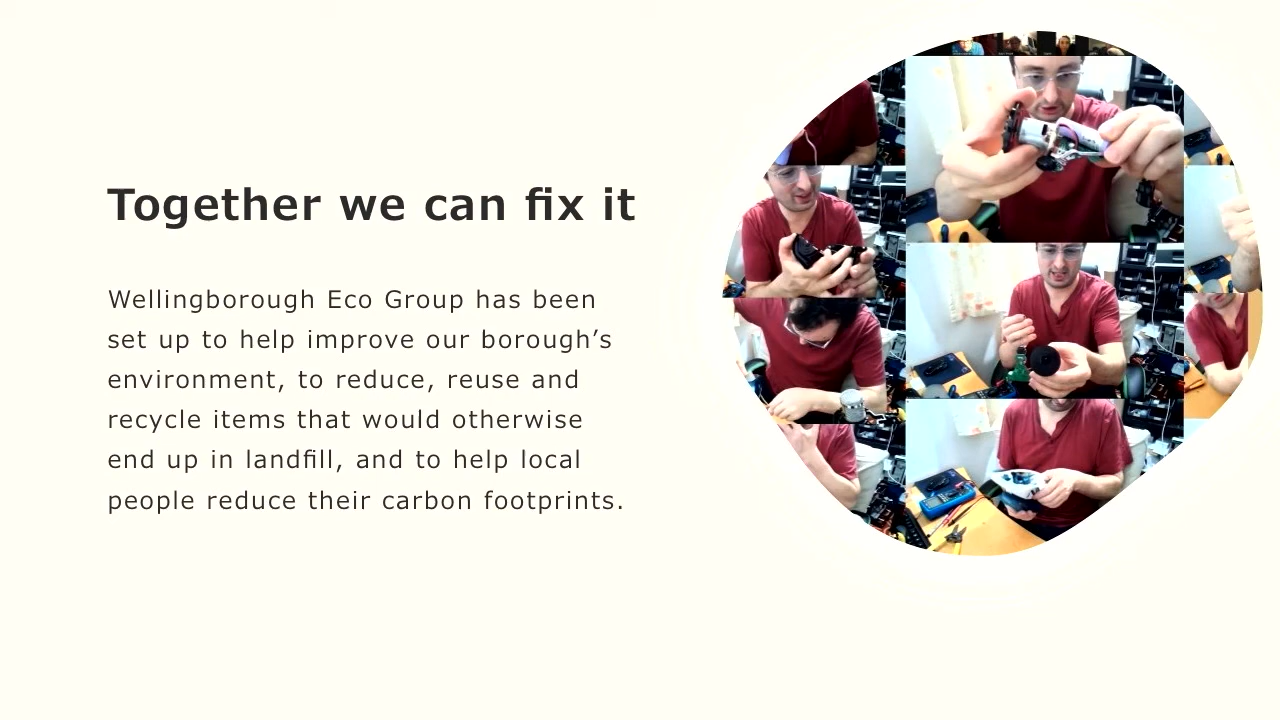 Together we can fix it
Wellingborough Eco Group has been
set up to help improve our borough’s
environment, to reduce, reuse and
recycle items that would otherwise
end up in landfill, and to help local
people reduce their carbon footprints.